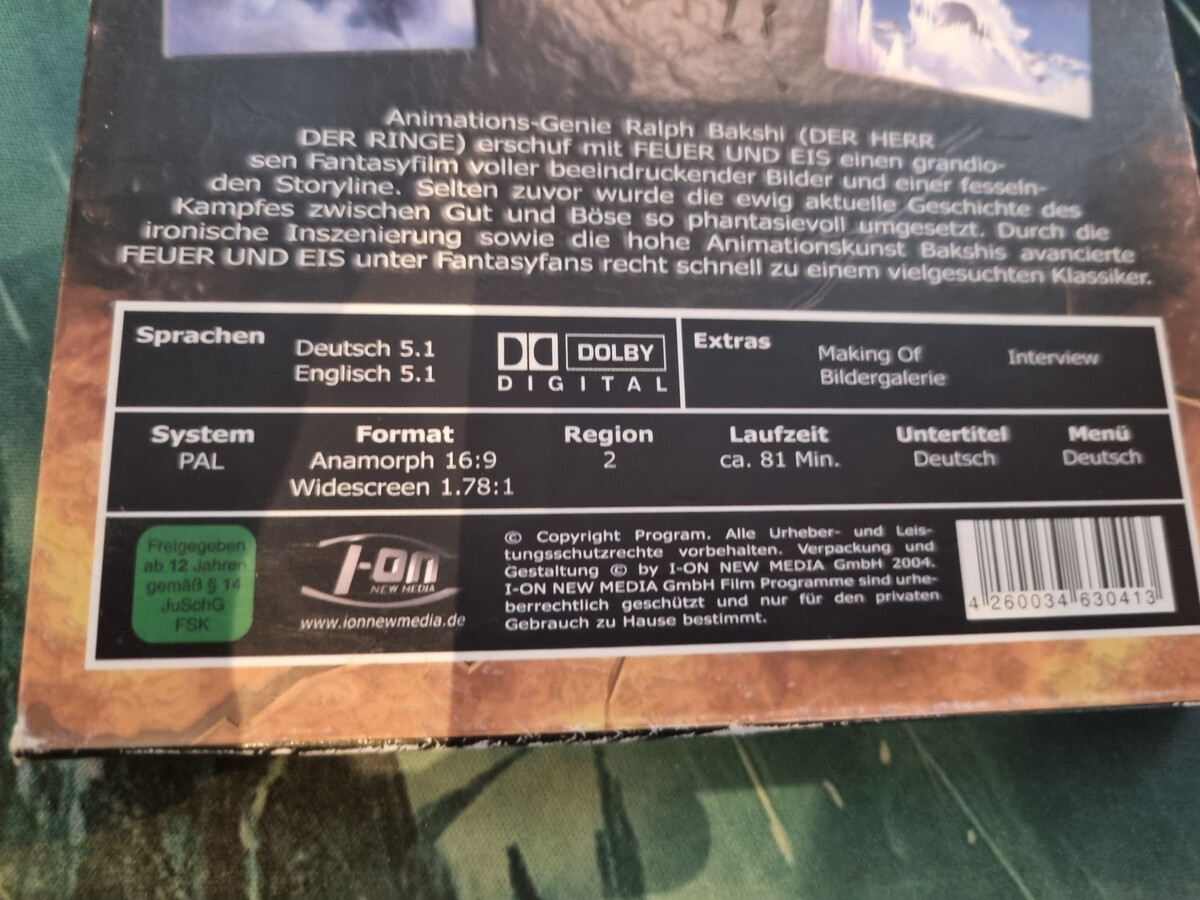 Animations-Genie Ralph Bakshi (DER HERR
DER RINGE) erschuf mit FEUER UND EIS einen grandio-
sen Fantasyfilm voller beeindruckender Bilder und einer fesseln-
den Storyline. Selten zuvor wurde die ewig aktuelle Geschichte des
Kampfes zwischen Gut und Böse so phantasievoll umgesetzt. Durch die
ironische Inszenierung sowie die hohe Animationskunst Bakshis avancierte
FEUER UND EIS unter Fantasyfans recht schnell zu einem vielgesuchten Klassiker.
Sprachen
Deutsch 5.1
Englisch 5.1
DOLBY
DIGITAL
Extras
Making Of
Bildergalerie
Interview
System
PAL
Format
Anamorph 16:9
Widescreen 1.78:1
Region
2
Laufzeit
ca. 81 Min.
Untertitel
Deutsch
Menü
Deutsch
Freigegeben
ab 12 Jahren
gemäß § 14
JuSchG
FSK
I-ON
NEW MEDIA
www.ionnewmedia.de
© Copyright Program. Alle Urheber- und Leis-
tungsschutzrechte vorbehalten. Verpackung und
Gestaltung © by I-ON NEW MEDIA GmbH 2004.
I-ON NEW MEDIA GmbH Film Programme sind urhe-
berrechtlich geschützt und nur für den privaten
Gebrauch zu Hause bestimmt.
4 260034 630413